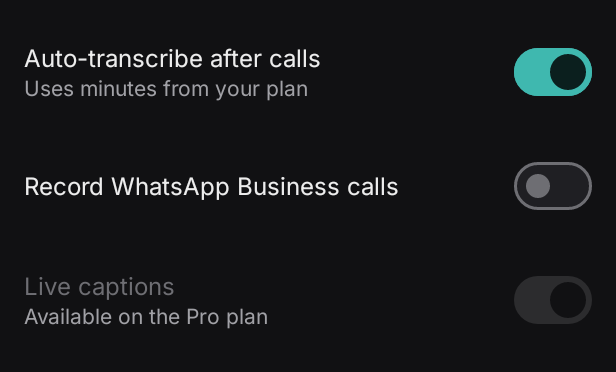 Auto-transcribe after calls
Uses minutes from your plan
Record WhatsApp Business calls
Live captions
Available on the Pro plan